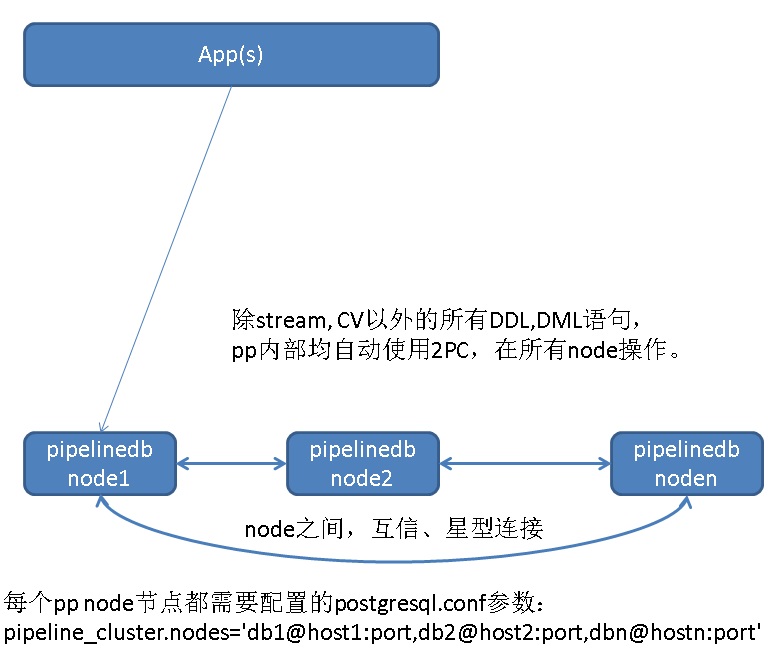 App(s)
除stream, CV以外的所有DDL,DML语句，
pp内部均自动使用2PC，在所有node操作。
pipelinedb
node1
pipelinedb
node2
pipelinedb
noden
node之间，互信、星型连接
每个pp node节点都需要配置的postgresql.conf参数：
pipeline_cluster.nodes='db1@host1:port,db2@host2:port,dbn@hostn:port'